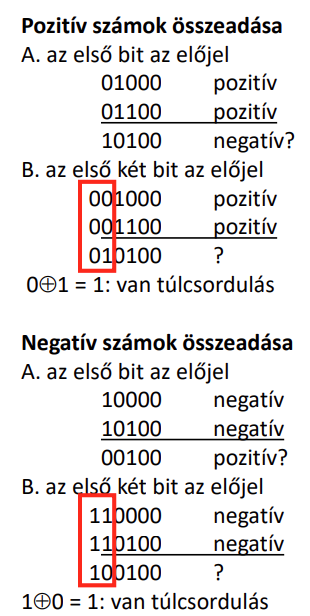 Pozitív számok összeadása
A. az első bit az előjel
01000 pozitív
01100 pozitív
10100 negatív?
B. az első két bit az előjel
001000 pozitív
001100 pozitív
010100 ?
0⊕1 = 1: van túlcsordulás
Negatív számok összeadása
A. az első bit az előjel
10000 negatív
10100 negatív
00100 pozitív?
B. az első két bit az előjel
110000 negatív
110100 negatív
100100 ?
1⊕0 = 1: van túlcsordulás